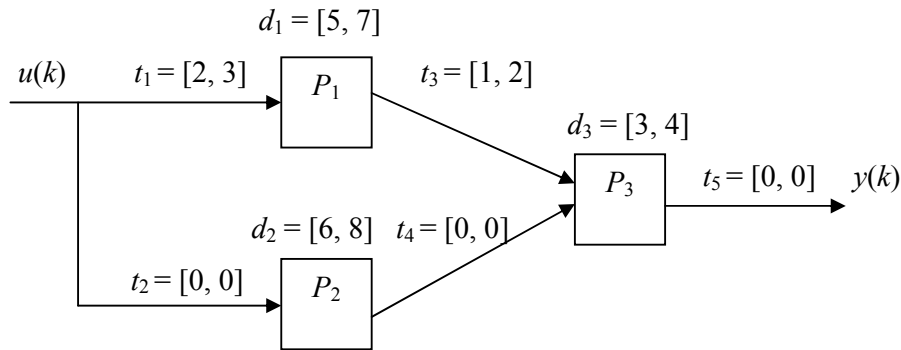 d₁ = [5, 7]
u(k) t₁ = [2, 3] P₁ t₃ = [1, 2]
d₃ = [3, 4]
P₃ t₅ = [0, 0] y(k)
d₂ = [6, 8] t₄ = [0, 0]
t₂ = [0, 0] P₂